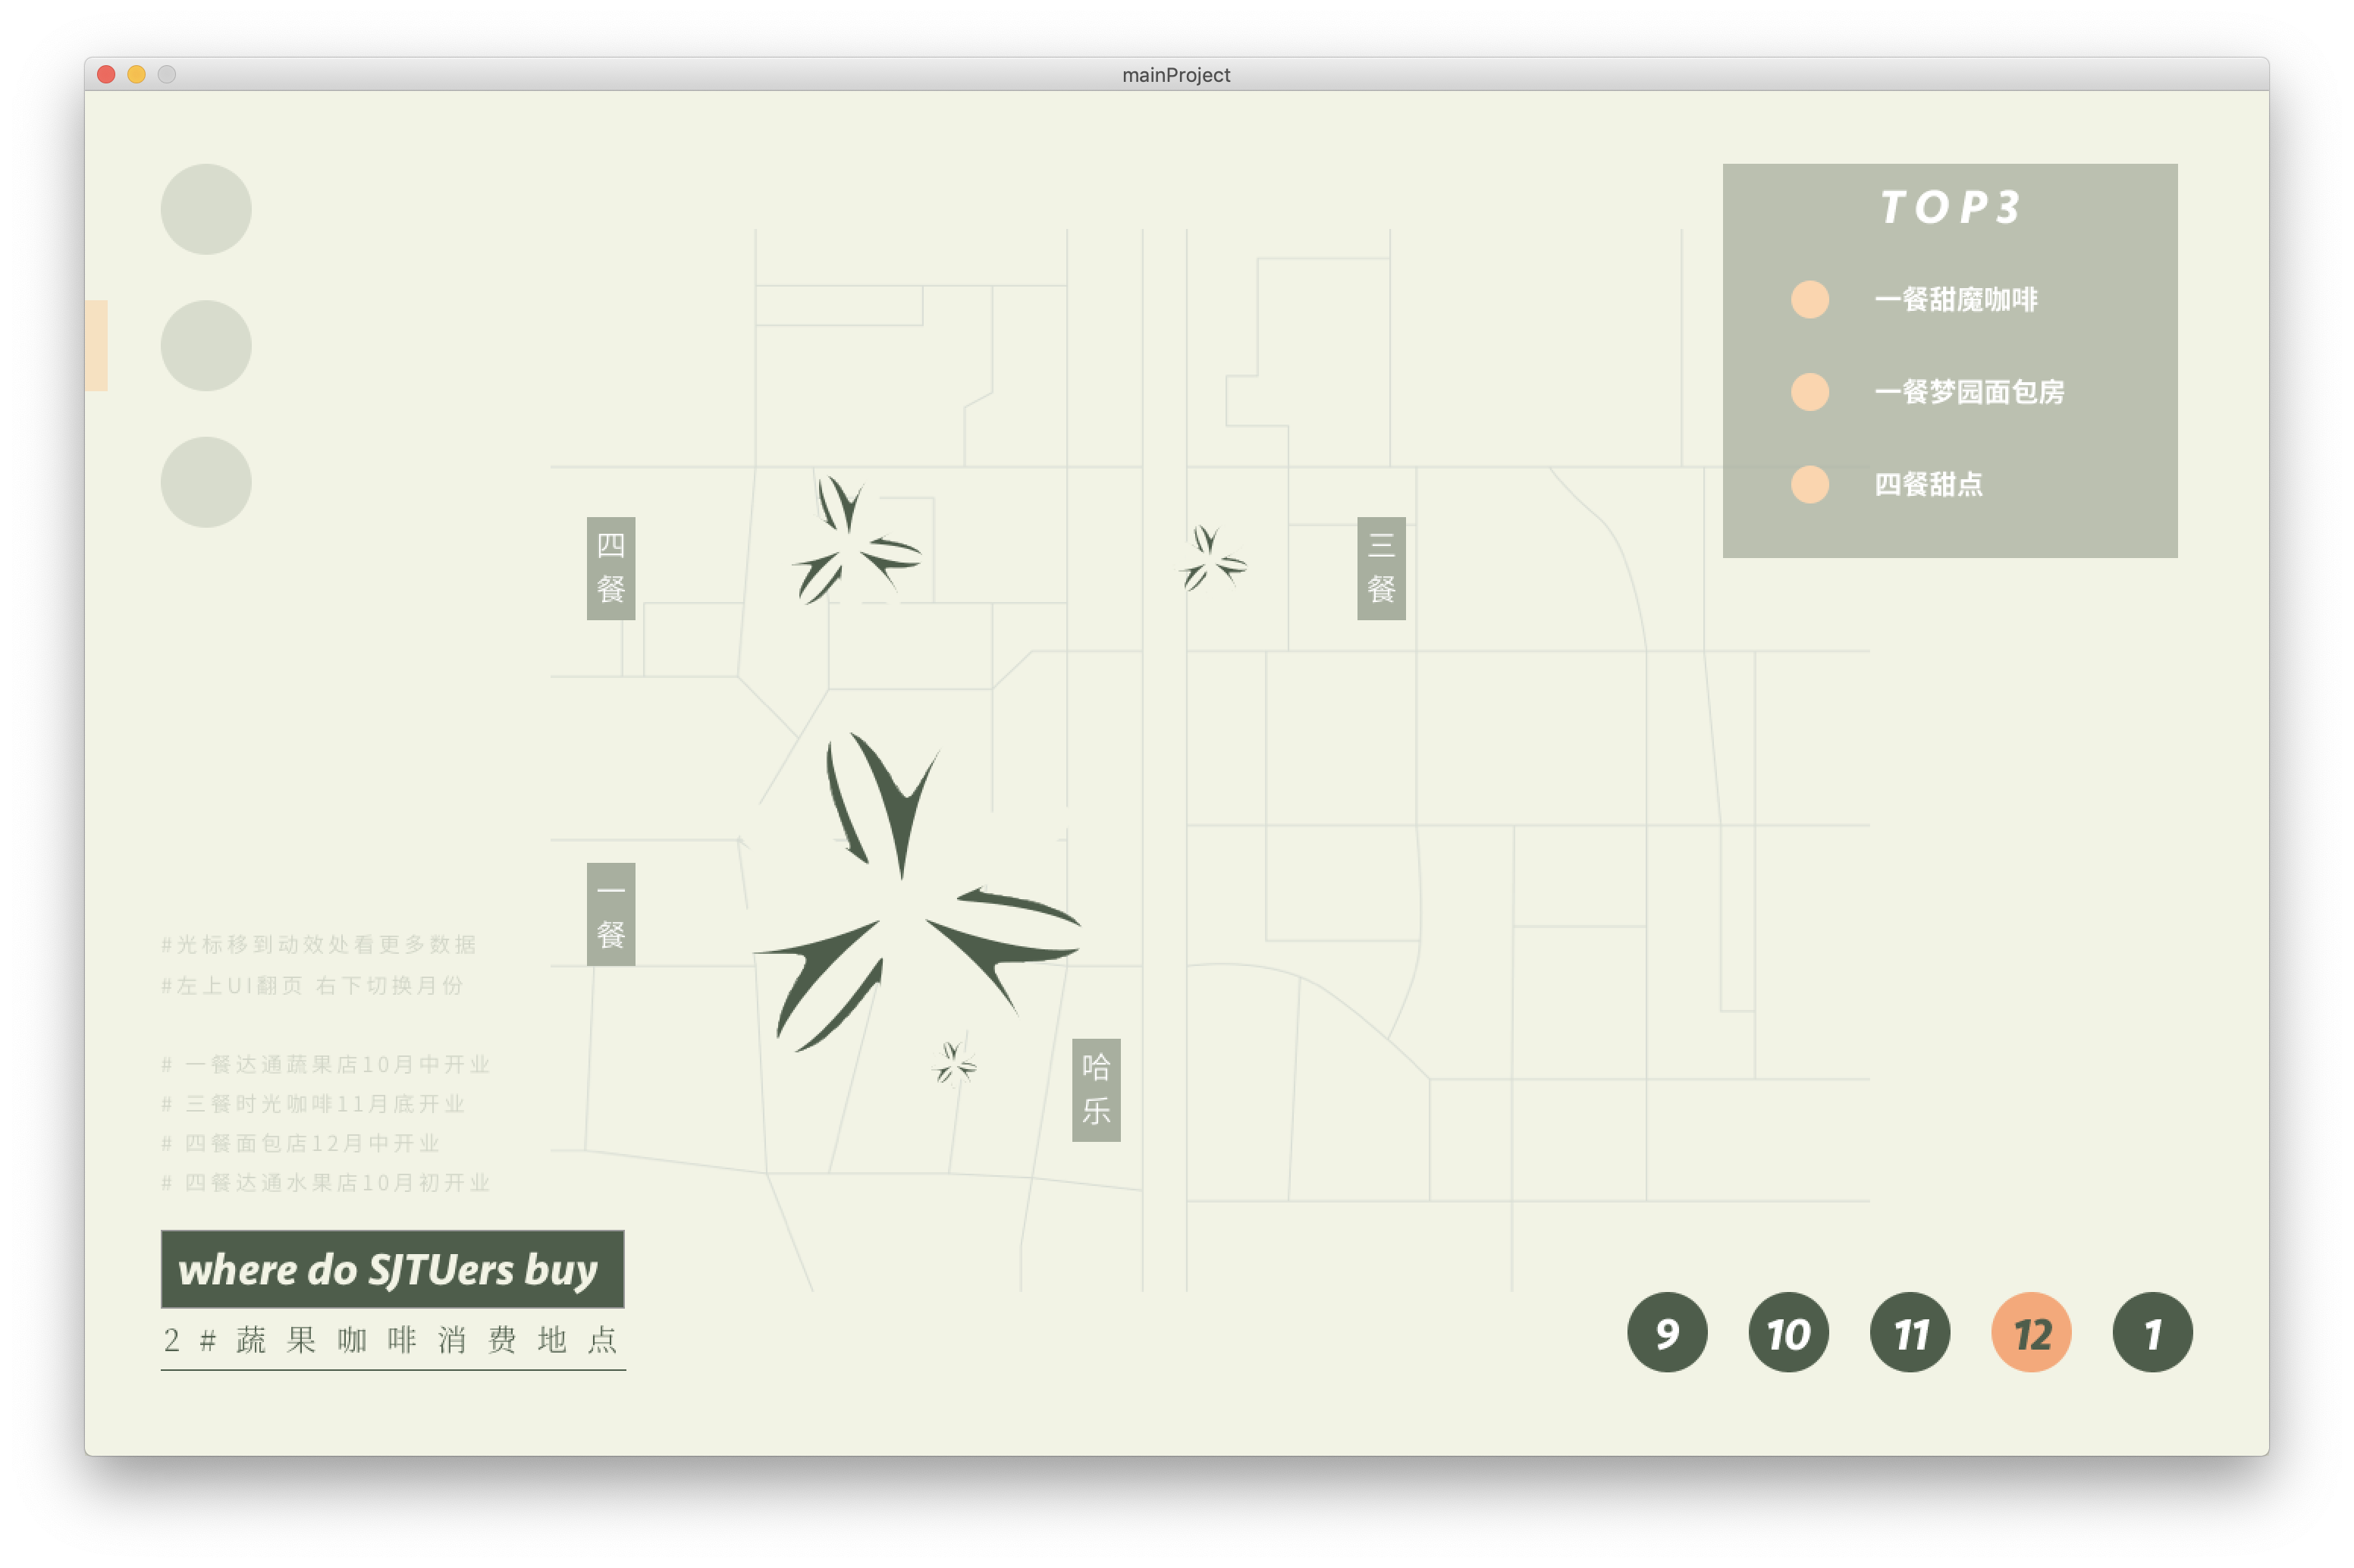 mainProject
TOP3
一餐甜魔咖啡
一餐梦园面包房
四餐甜点
四餐
三餐
一餐
哈乐
#光标移到动效处看更多数据
#左上UI翻页 右下切换月份
# 一餐达通蔬果店10月中开业
# 三餐时光咖啡11月底开业
# 四餐面包店12月中开业
# 四餐达通水果店10月初开业
where do SJTUers buy
2#蔬果咖啡消费地点
9 10 11 12 1